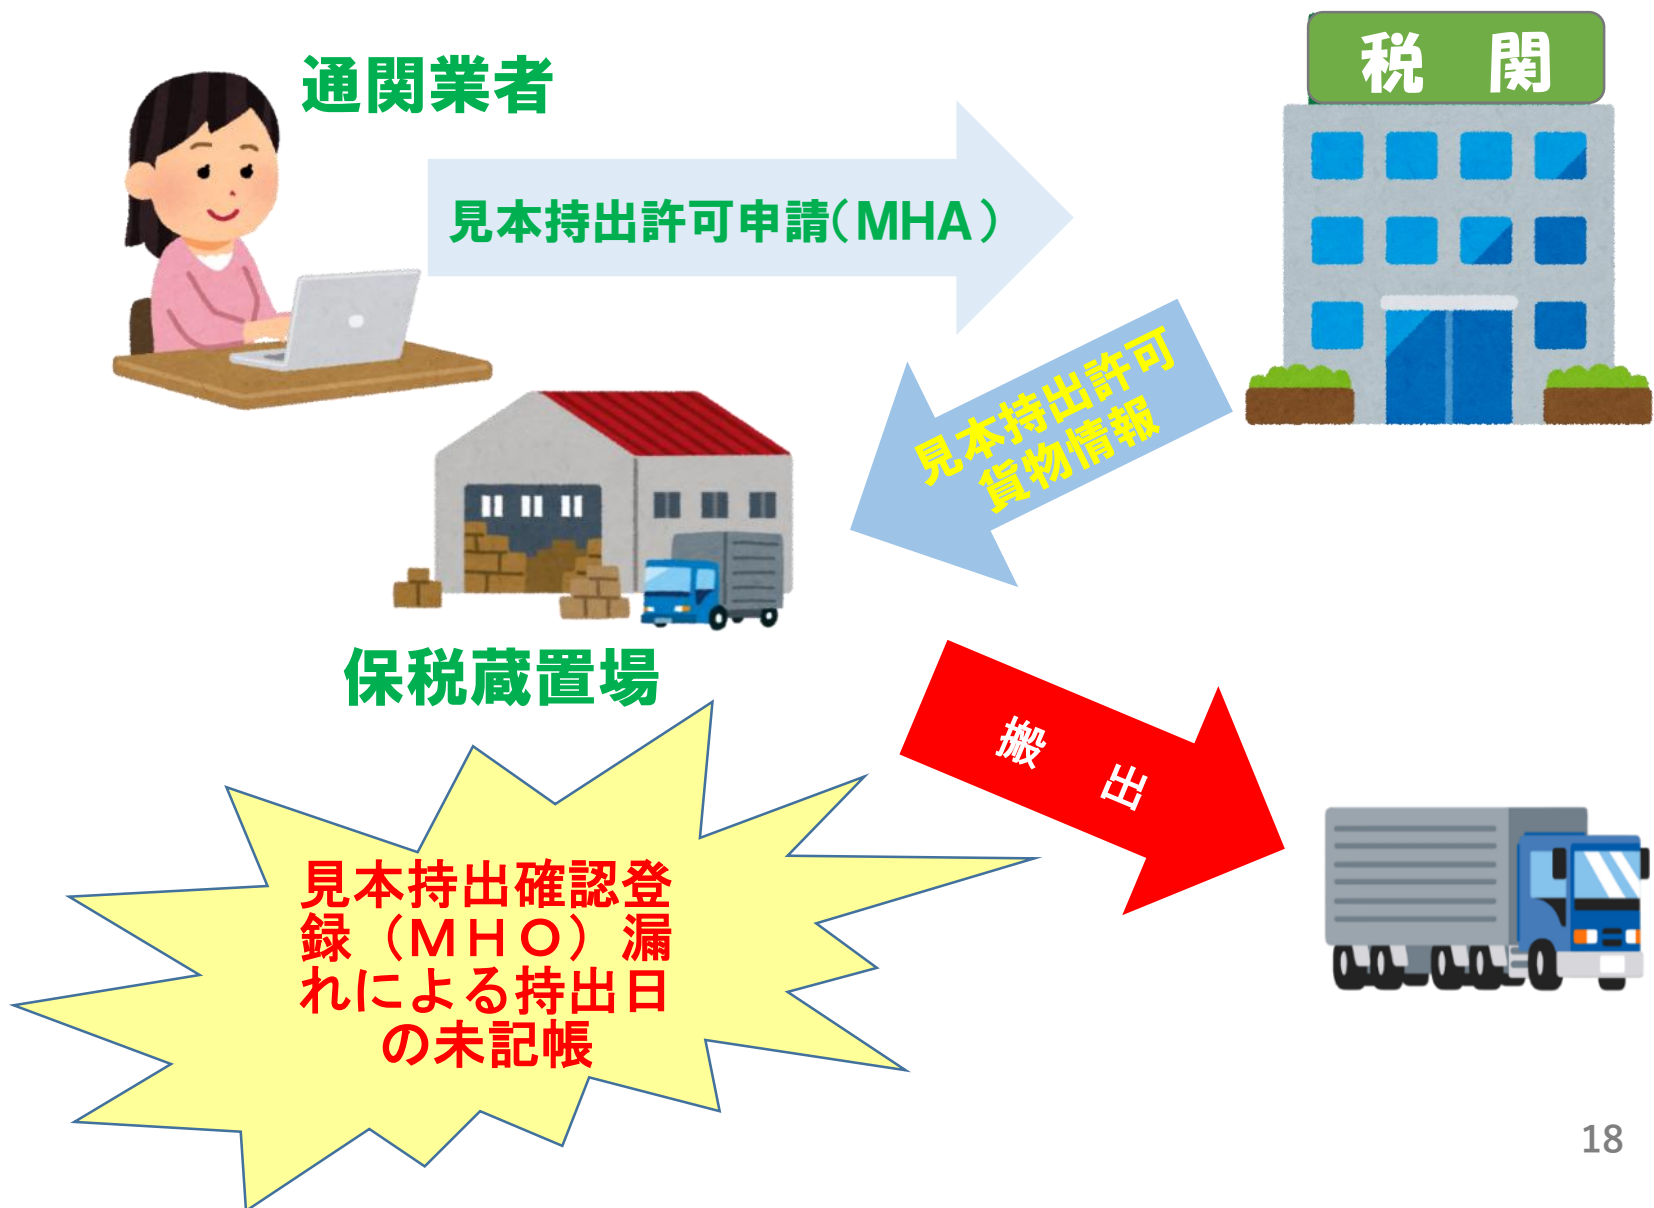 通関業者
税　関
見本持出許可申請（MHA）
見本持出許可
貨物情報
保税蔵置場
搬　出
見本持出確認登
録（ＭＨＯ）漏
れによる持出日
の未記帳
18